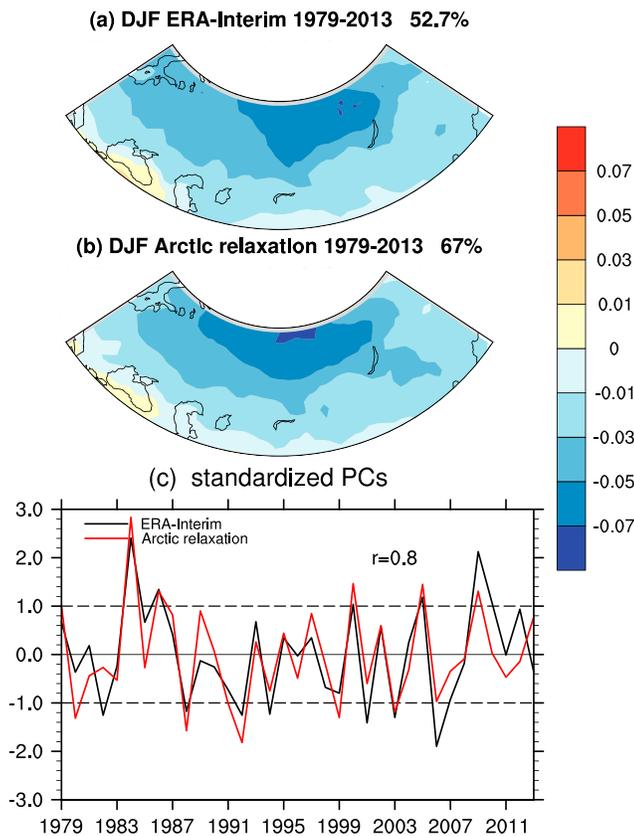 (a) DJF ERA-Interim 1979-2013 52.7%
(b) DJF Arctic relaxation 1979-2013 67%
0.07
0.05
0.03
0.01
0
-0.01
-0.03
-0.05
-0.07
(c) standardized PCs
3.0
2.0
1.0
0.0
-1.0
-2.0
-3.0
ERA-Interim
Arctic relaxation
r=0.8
1979 1983 1987 1991 1995 1999 2003 2007 2011